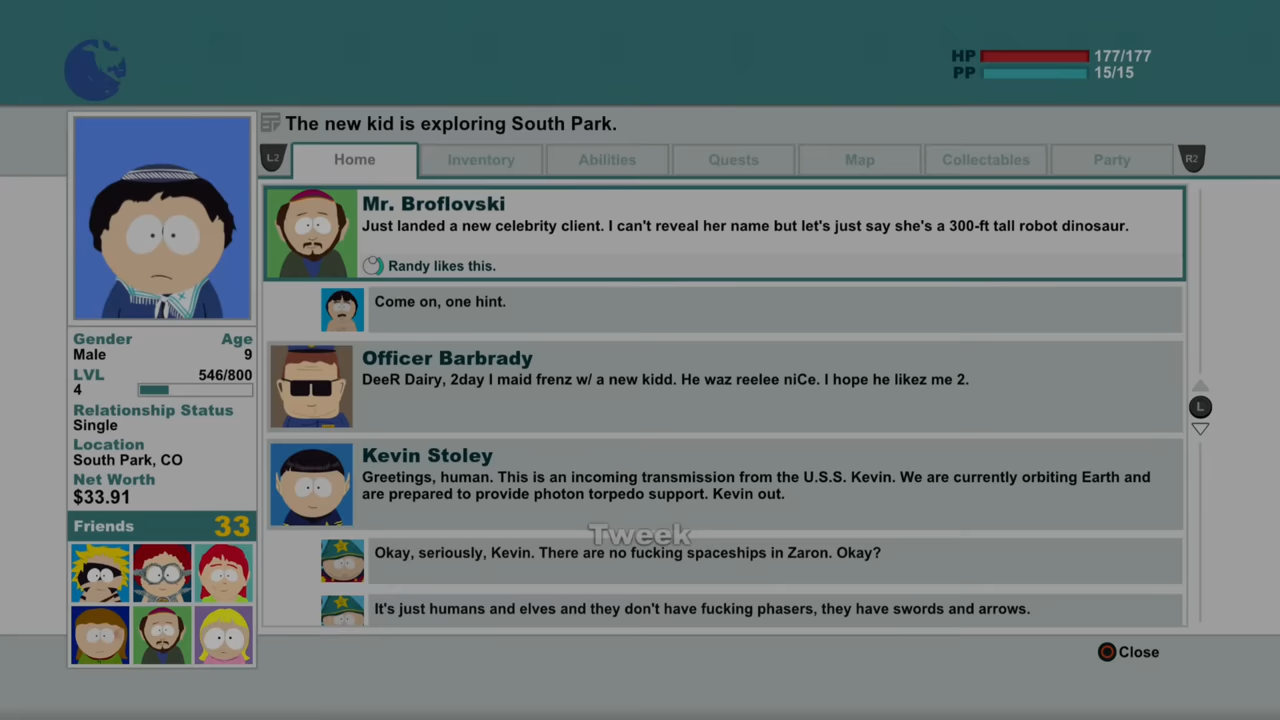 HP 177/177
PP 15/15
The new kid is exploring South Park.
L2 Home Inventory Abilities Quests Map Collectables Party R2
Mr. Broflovski
Just landed a new celebrity client. I can't reveal her name but let's just say she's a 300-ft tall robot dinosaur.
Randy likes this.
Come on, one hint.
Officer Barbrady
DeeR Dairy, 2day I maid frenz w/ a new kidd. He waz reelee niCe. I hope he likez me 2.
Kevin Stoley
Greetings, human. This is an incoming transmission from the U.S.S. Kevin. We are currently orbiting Earth and
are prepared to provide photon torpedo support. Kevin out.
Tweek
Okay, seriously, Kevin. There are no fucking spaceships in Zaron. Okay?
It's just humans and elves and they don't have fucking phasers, they have swords and arrows.
L
Gender Age
Male 9
LVL 546/800
4
Relationship Status
Single
Location
South Park, CO
Net Worth
$33.91
Friends 33
Close